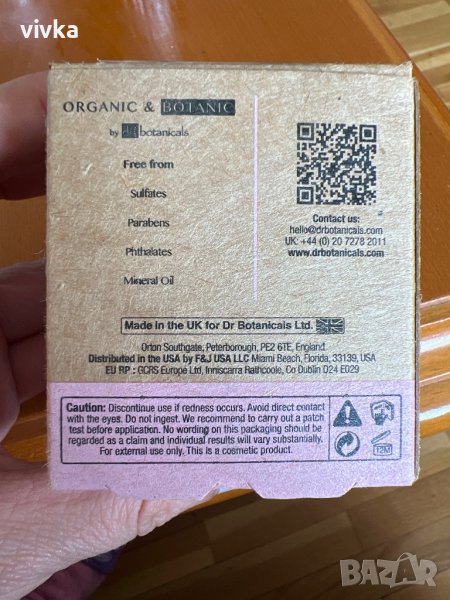 vivka
ORGANIC & BOTANIC
by dr botanicals
Free from
Sulfates
Parabens
Phthalates
Mineral Oil
Contact us:
hello@drbotanicals.com
UK: +44 (0) 20 7278 2011
www.drbotanicals.com
Made in the UK for Dr Botanicals Ltd.
Orton Southgate, Peterborough, PE2 6TE, England
Distributed in the USA by F&J USA LLC Miami Beach, Florida, 33139, USA
EU RP : GCRS Europe Ltd, Inniscarra Rathcoole, Co Dublin D24 E029
Caution: Discontinue use if redness occurs. Avoid direct contact
with the eyes. Do not ingest. We recommend to carry out a patch
test before application. No wording on this packaging should be
regarded as a claim and individual results will vary substantially.
For external use only. This is a cosmetic product.
12M
BAZAR